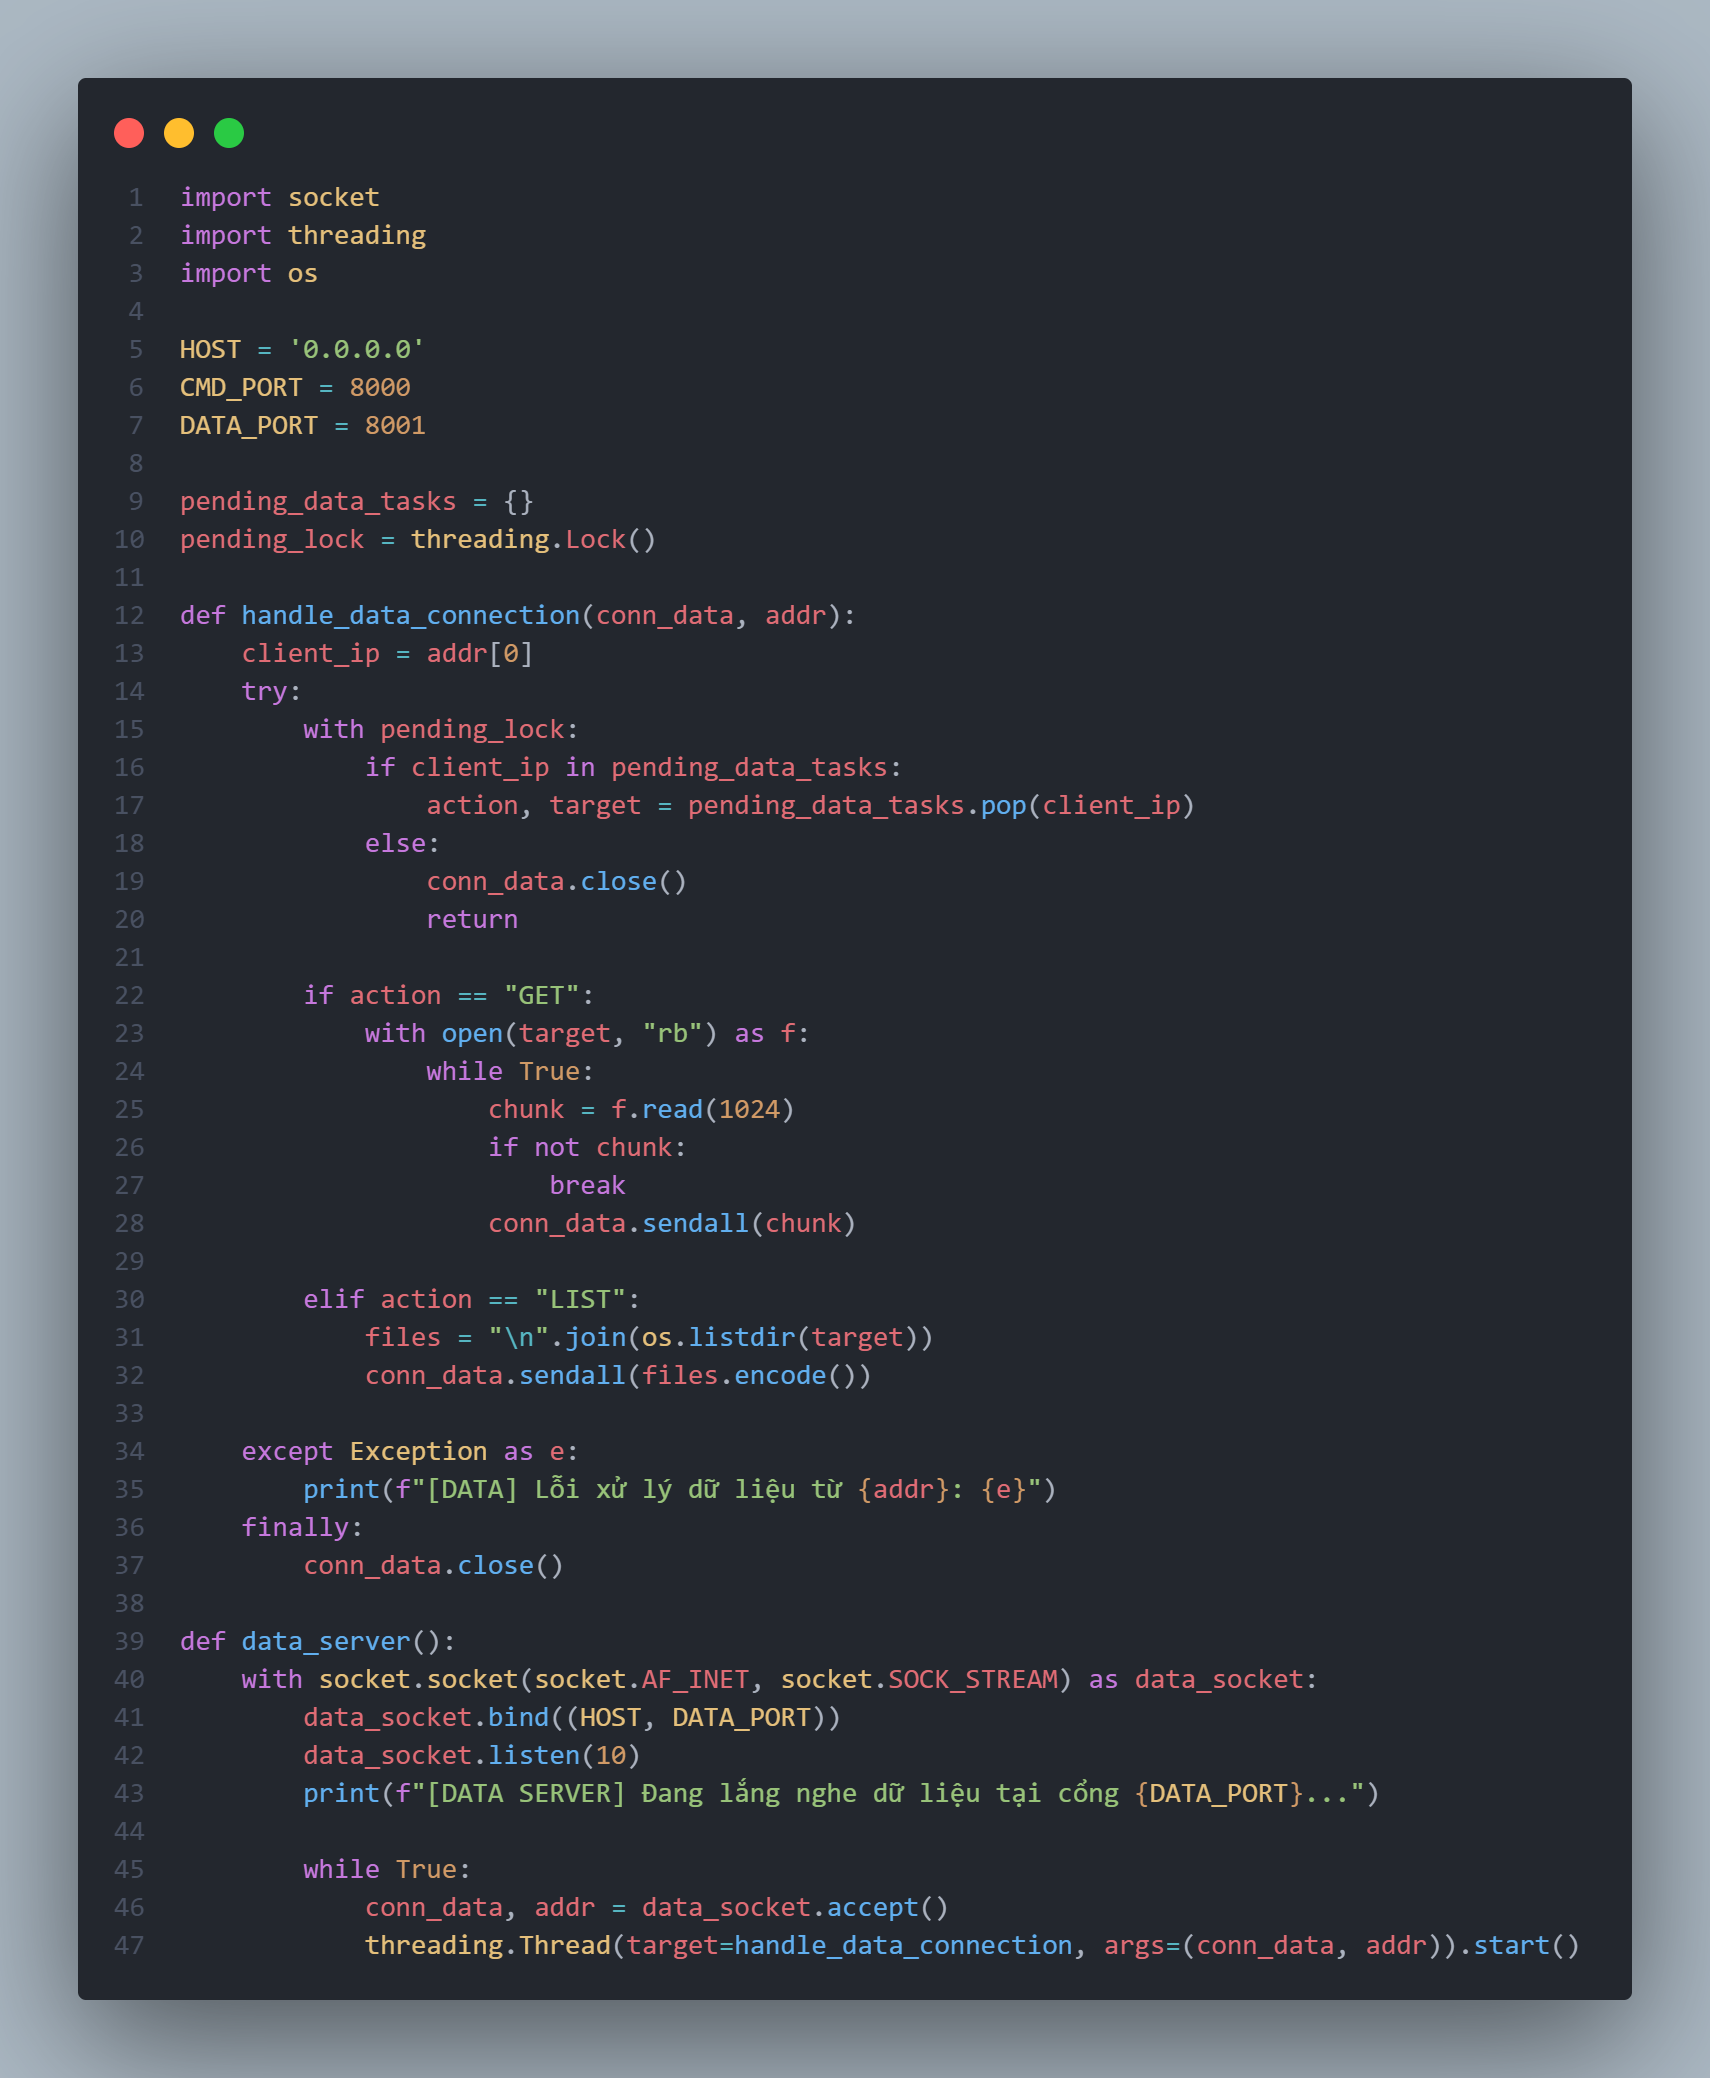 1 import socket
2 import threading
3 import os
4
5 HOST = '0.0.0.0'
6 CMD_PORT = 8000
7 DATA_PORT = 8001
8
9 pending_data_tasks = {}
10 pending_lock = threading.Lock()
11
12 def handle_data_connection(conn_data, addr):
13     client_ip = addr[0]
14     try:
15         with pending_lock:
16             if client_ip in pending_data_tasks:
17                 action, target = pending_data_tasks.pop(client_ip)
18             else:
19                 conn_data.close()
20                 return
21
22         if action == "GET":
23             with open(target, "rb") as f:
24                 while True:
25                     chunk = f.read(1024)
26                     if not chunk:
27                         break
28                     conn_data.sendall(chunk)
29
30         elif action == "LIST":
31             files = "\n".join(os.listdir(target))
32             conn_data.sendall(files.encode())
33
34     except Exception as e:
35         print(f"[DATA] Lỗi xử lý dữ liệu từ {addr}: {e}")
36     finally:
37         conn_data.close()
38
39 def data_server():
40     with socket.socket(socket.AF_INET, socket.SOCK_STREAM) as data_socket:
41         data_socket.bind((HOST, DATA_PORT))
42         data_socket.listen(10)
43         print(f"[DATA SERVER] Đang lắng nghe dữ liệu tại cổng {DATA_PORT}...")
44
45         while True:
46             conn_data, addr = data_socket.accept()
47             threading.Thread(target=handle_data_connection, args=(conn_data, addr)).start()